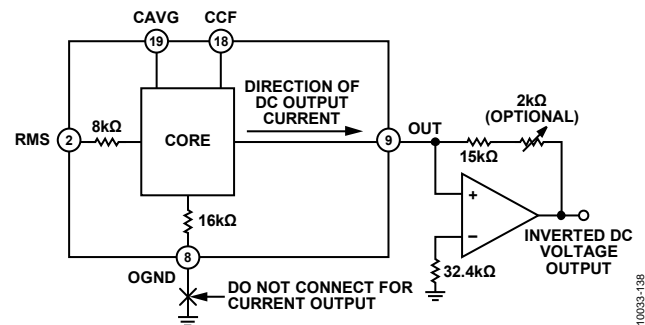 CAVG
CCF
19
18
DIRECTION OF
DC OUTPUT
CURRENT
2kΩ
(OPTIONAL)
RMS
2
8kΩ
CORE
9
OUT
15kΩ
+
–
16kΩ
8
OGND
32.4kΩ
INVERTED DC
VOLTAGE
OUTPUT
DO NOT CONNECT FOR
CURRENT OUTPUT
10033-138